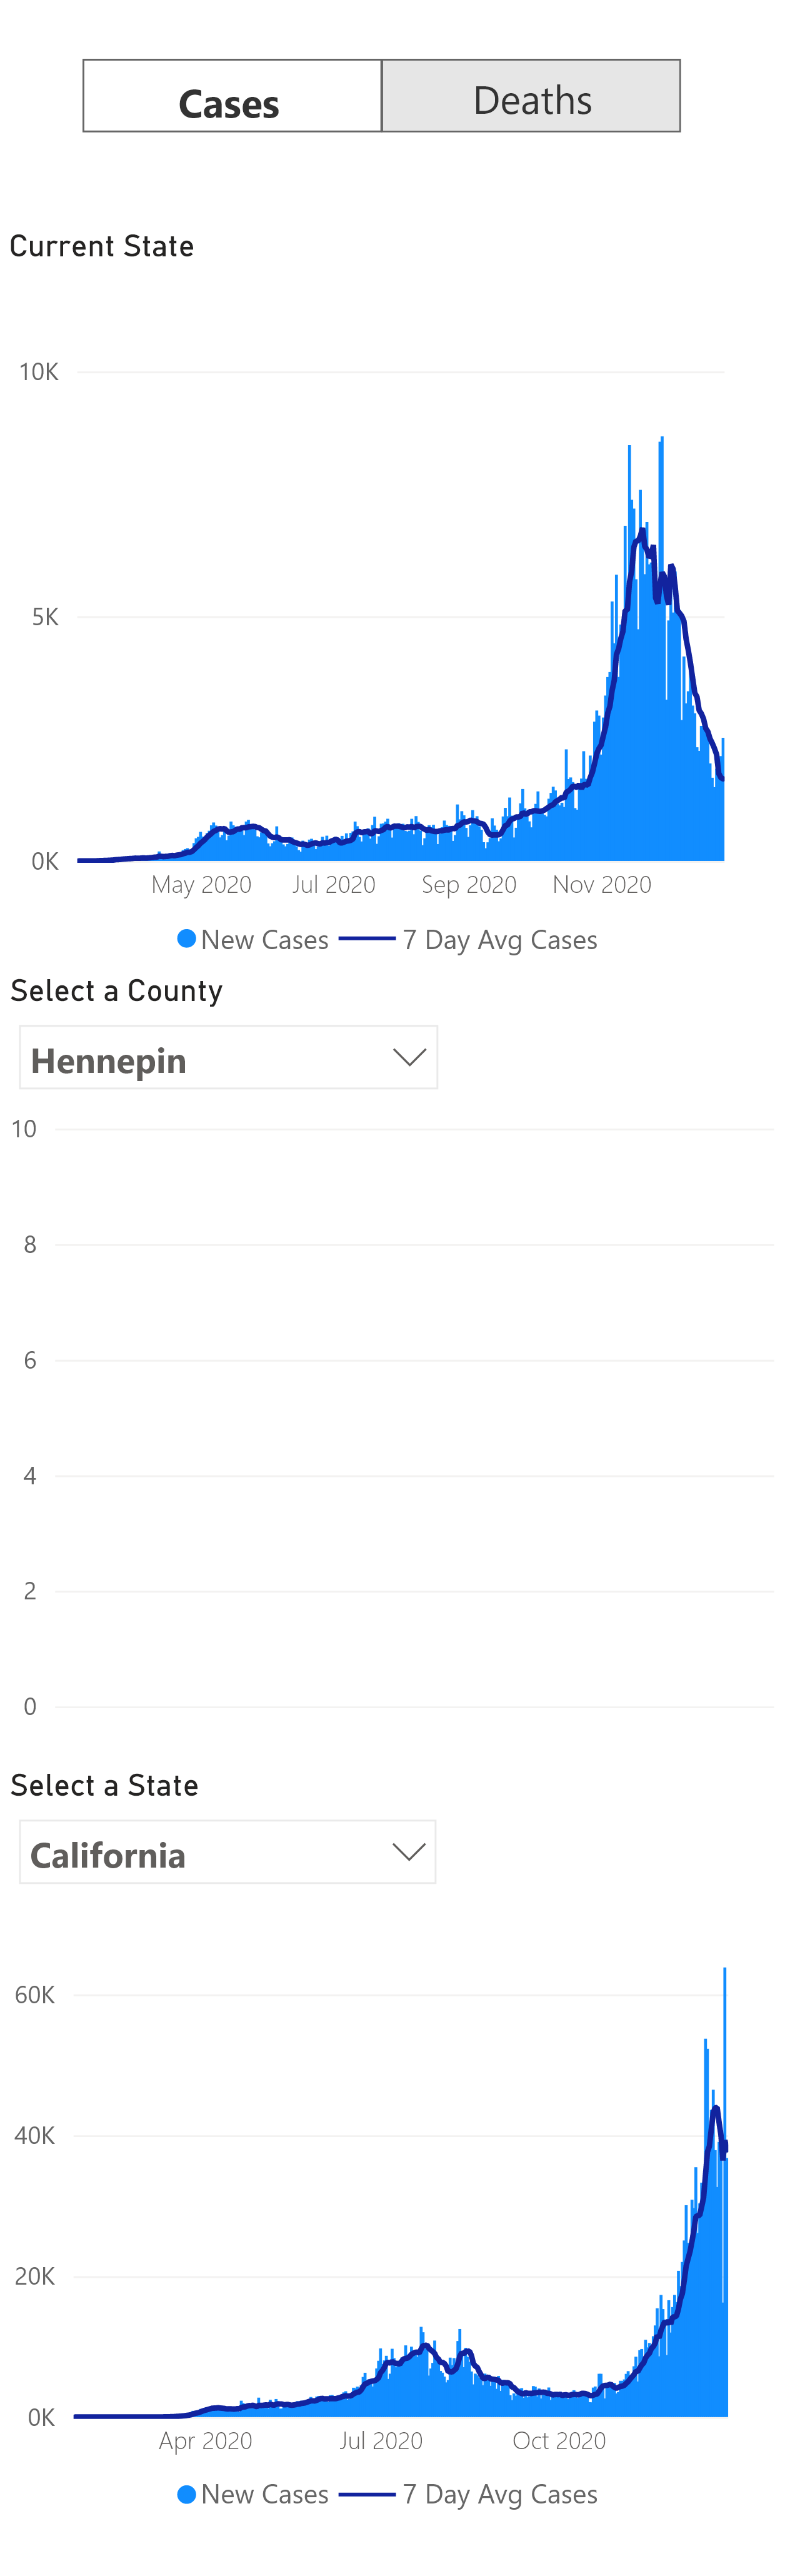 Cases Deaths
Current State
10K
5K
0K
May 2020 Jul 2020 Sep 2020 Nov 2020
New Cases 7 Day Avg Cases
Select a County
Hennepin
10
8
6
4
2
0
Select a State
California
60K
40K
20K
0K
Apr 2020 Jul 2020 Oct 2020
New Cases 7 Day Avg Cases